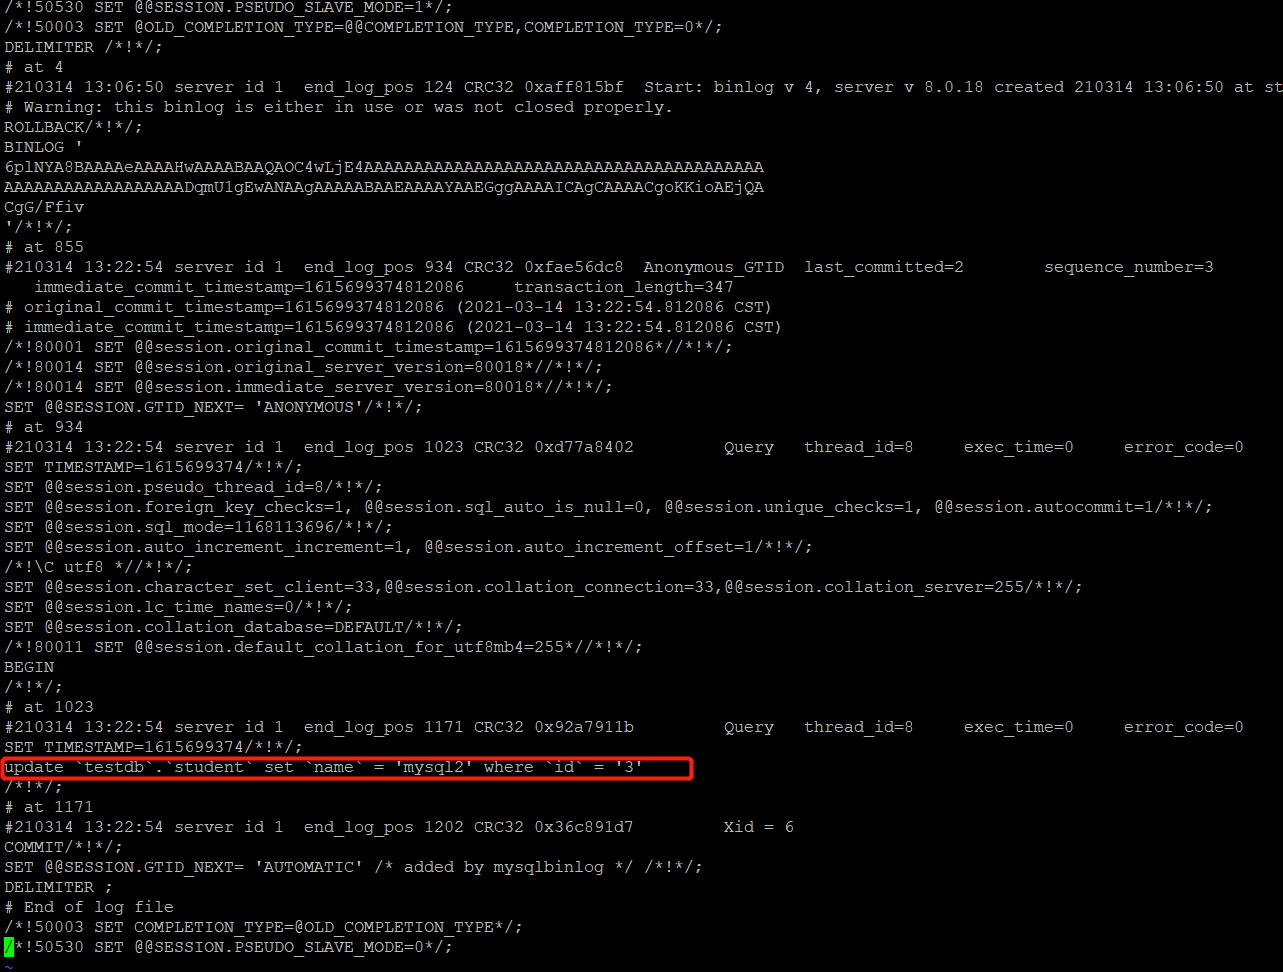 /*!50530 SET @@SESSION.PSEUDO_SLAVE_MODE=1*/;
/*!50003 SET @OLD_COMPLETION_TYPE=@@COMPLETION_TYPE,COMPLETION_TYPE=0*/;
DELIMITER /*!*/;
# at 4
#210314 13:06:50 server id 1  end_log_pos 124 CRC32 0xaff815bf  Start: binlog v 4, server v 8.0.18 created 210314 13:06:50 at st
# Warning: this binlog is either in use or was not closed properly.
ROLLBACK/*!*/;
BINLOG '
6plNYA8BAAAAeAAAAHwAAAABAAQAOC4wLjE4AAAAAAAAAAAAAAAAAAAAAAAAAAAAAAAAAAAAAAAA
AAAAAAAAAAAAAAAAAADqmU1gEwANAAgAAAAABAAEAAAAYAAEGggAAAAICAgCAAAACgoKKioAEjQA
CgG/Ffiv
'/*!*/;
# at 855
#210314 13:22:54 server id 1  end_log_pos 934 CRC32 0xfae56dc8  Anonymous_GTID  last_committed=2        sequence_number=3
   immediate_commit_timestamp=1615699374812086     transaction_length=347
# original_commit_timestamp=1615699374812086 (2021-03-14 13:22:54.812086 CST)
# immediate_commit_timestamp=1615699374812086 (2021-03-14 13:22:54.812086 CST)
/*!80001 SET @@session.original_commit_timestamp=1615699374812086*//*!*/;
/*!80014 SET @@session.original_server_version=80018*//*!*/;
/*!80014 SET @@session.immediate_server_version=80018*//*!*/;
SET @@SESSION.GTID_NEXT= 'ANONYMOUS'/*!*/;
# at 934
#210314 13:22:54 server id 1  end_log_pos 1023 CRC32 0xd77a8402         Query   thread_id=8     exec_time=0     error_code=0
SET TIMESTAMP=1615699374/*!*/;
SET @@session.pseudo_thread_id=8/*!*/;
SET @@session.foreign_key_checks=1, @@session.sql_auto_is_null=0, @@session.unique_checks=1, @@session.autocommit=1/*!*/;
SET @@session.sql_mode=1168113696/*!*/;
SET @@session.auto_increment_increment=1, @@session.auto_increment_offset=1/*!*/;
/*!\C utf8 *//*!*/;
SET @@session.character_set_client=33,@@session.collation_connection=33,@@session.collation_server=255/*!*/;
SET @@session.lc_time_names=0/*!*/;
SET @@session.collation_database=DEFAULT/*!*/;
/*!80011 SET @@session.default_collation_for_utf8mb4=255*//*!*/;
BEGIN
/*!*/;
# at 1023
#210314 13:22:54 server id 1  end_log_pos 1171 CRC32 0x92a7911b         Query   thread_id=8     exec_time=0     error_code=0
SET TIMESTAMP=1615699374/*!*/;
update `testdb`.`student` set `name` = 'mysql2' where `id` = '3'
/*!*/;
# at 1171
#210314 13:22:54 server id 1  end_log_pos 1202 CRC32 0x36c891d7         Xid = 6
COMMIT/*!*/;
SET @@SESSION.GTID_NEXT= 'AUTOMATIC' /* added by mysqlbinlog */ /*!*/;
DELIMITER ;
# End of log file
/*!50003 SET COMPLETION_TYPE=@OLD_COMPLETION_TYPE*/;
/*!50530 SET @@SESSION.PSEUDO_SLAVE_MODE=0*/;
~